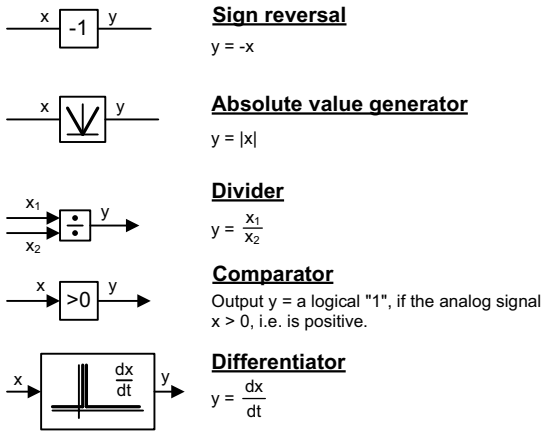 x -1 y
Sign reversal
y = -x
x y
Absolute value generator
y = |x|
x₁ ÷ y
x₂
Divider
y = x₁
x₂
x >0 y
Comparator
Output y = a logical "1", if the analog signal
x > 0, i.e. is positive.
x dx y
dt
Differentiator
y = dx
dt